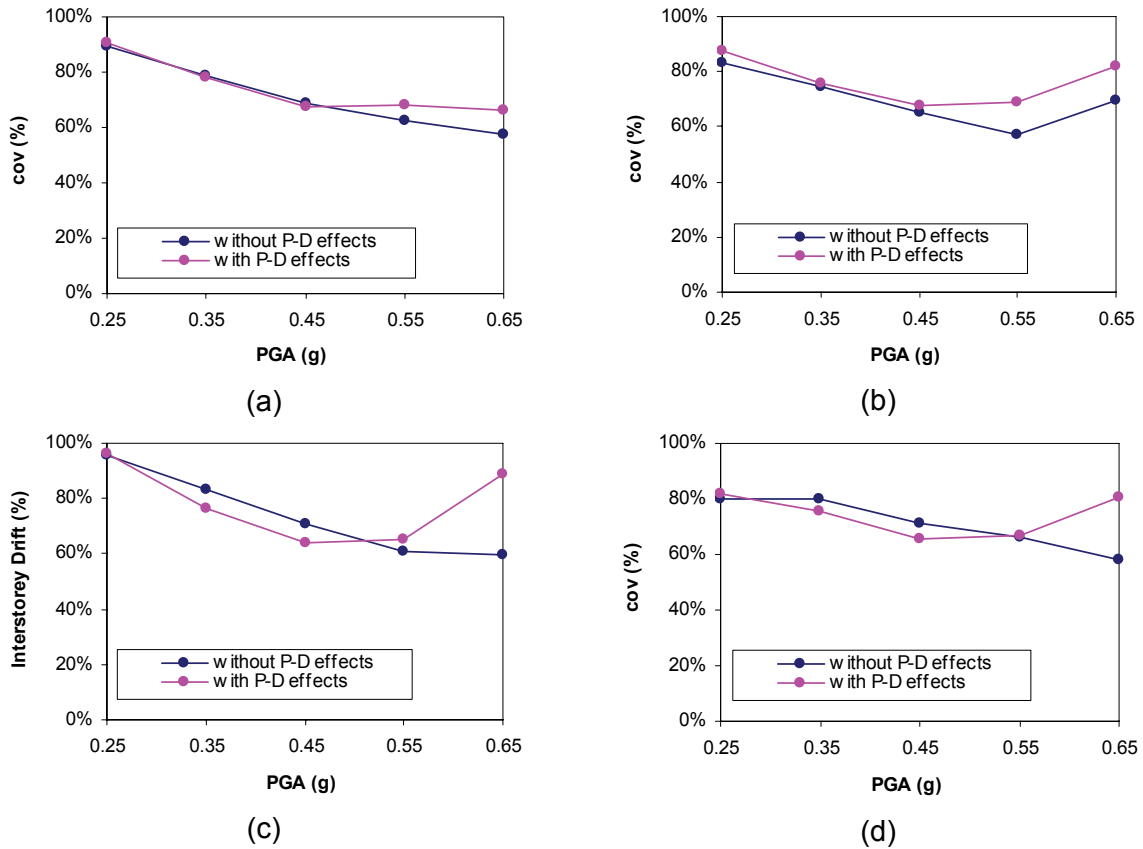 100%
80%
60%
40%
20%
0%
cov (%)
without P-D effects
with P-D effects
0.25 0.35 0.45 0.55 0.65
PGA (g)
(a)
100%
80%
60%
40%
20%
0%
cov (%)
without P-D effects
with P-D effects
0.25 0.35 0.45 0.55 0.65
PGA (g)
(b)
100%
80%
60%
40%
20%
0%
Interstorey Drift (%)
without P-D effects
with P-D effects
0.25 0.35 0.45 0.55 0.65
PGA (g)
(c)
100%
80%
60%
40%
20%
0%
cov (%)
without P-D effects
with P-D effects
0.25 0.35 0.45 0.55 0.65
PGA (g)
(d)